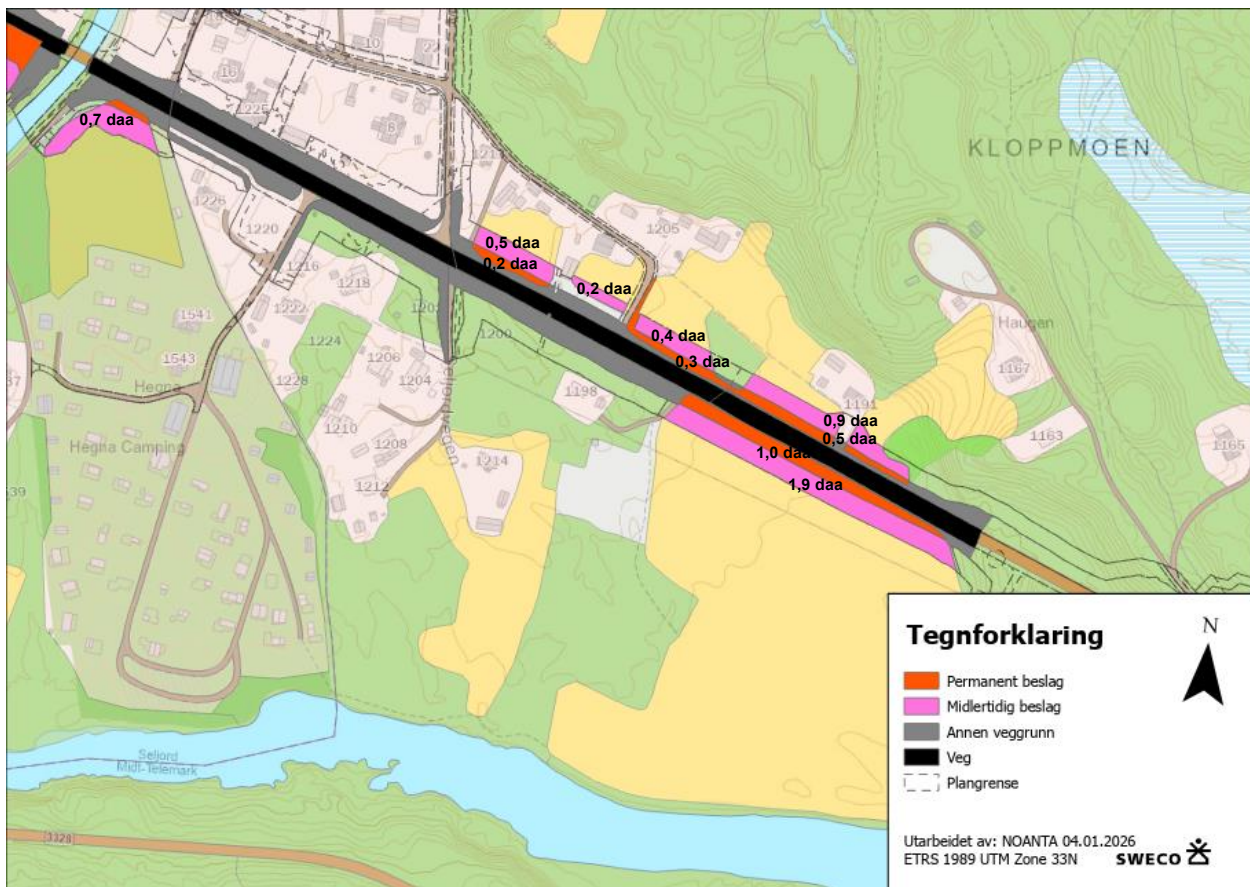 10
22
16
1225
8
0,7 daa
KLOPPMOEN
1226
1220
1205
0,5 daa
0,2 daa
0,2 daa
1216
1218
1222
1541
1224
1200
0,4 daa
0,3 daa
Haugen
1167
1543
1206
1204
Hegna
1228
1198
1191
0,9 daa
0,5 daa
1210
1208
1163
1165
Hegna Camping
1214
1,0 daa
1212
1,9 daa
Seljord
Midt-Telemark
[3328]
Tegnforklaring
N
Permanent beslag
Midlertidig beslag
Annen veggrunn
Veg
Plangrense
Utarbeidet av: NOANTA 04.01.2026
ETRS 1989 UTM Zone 33N
SWECO